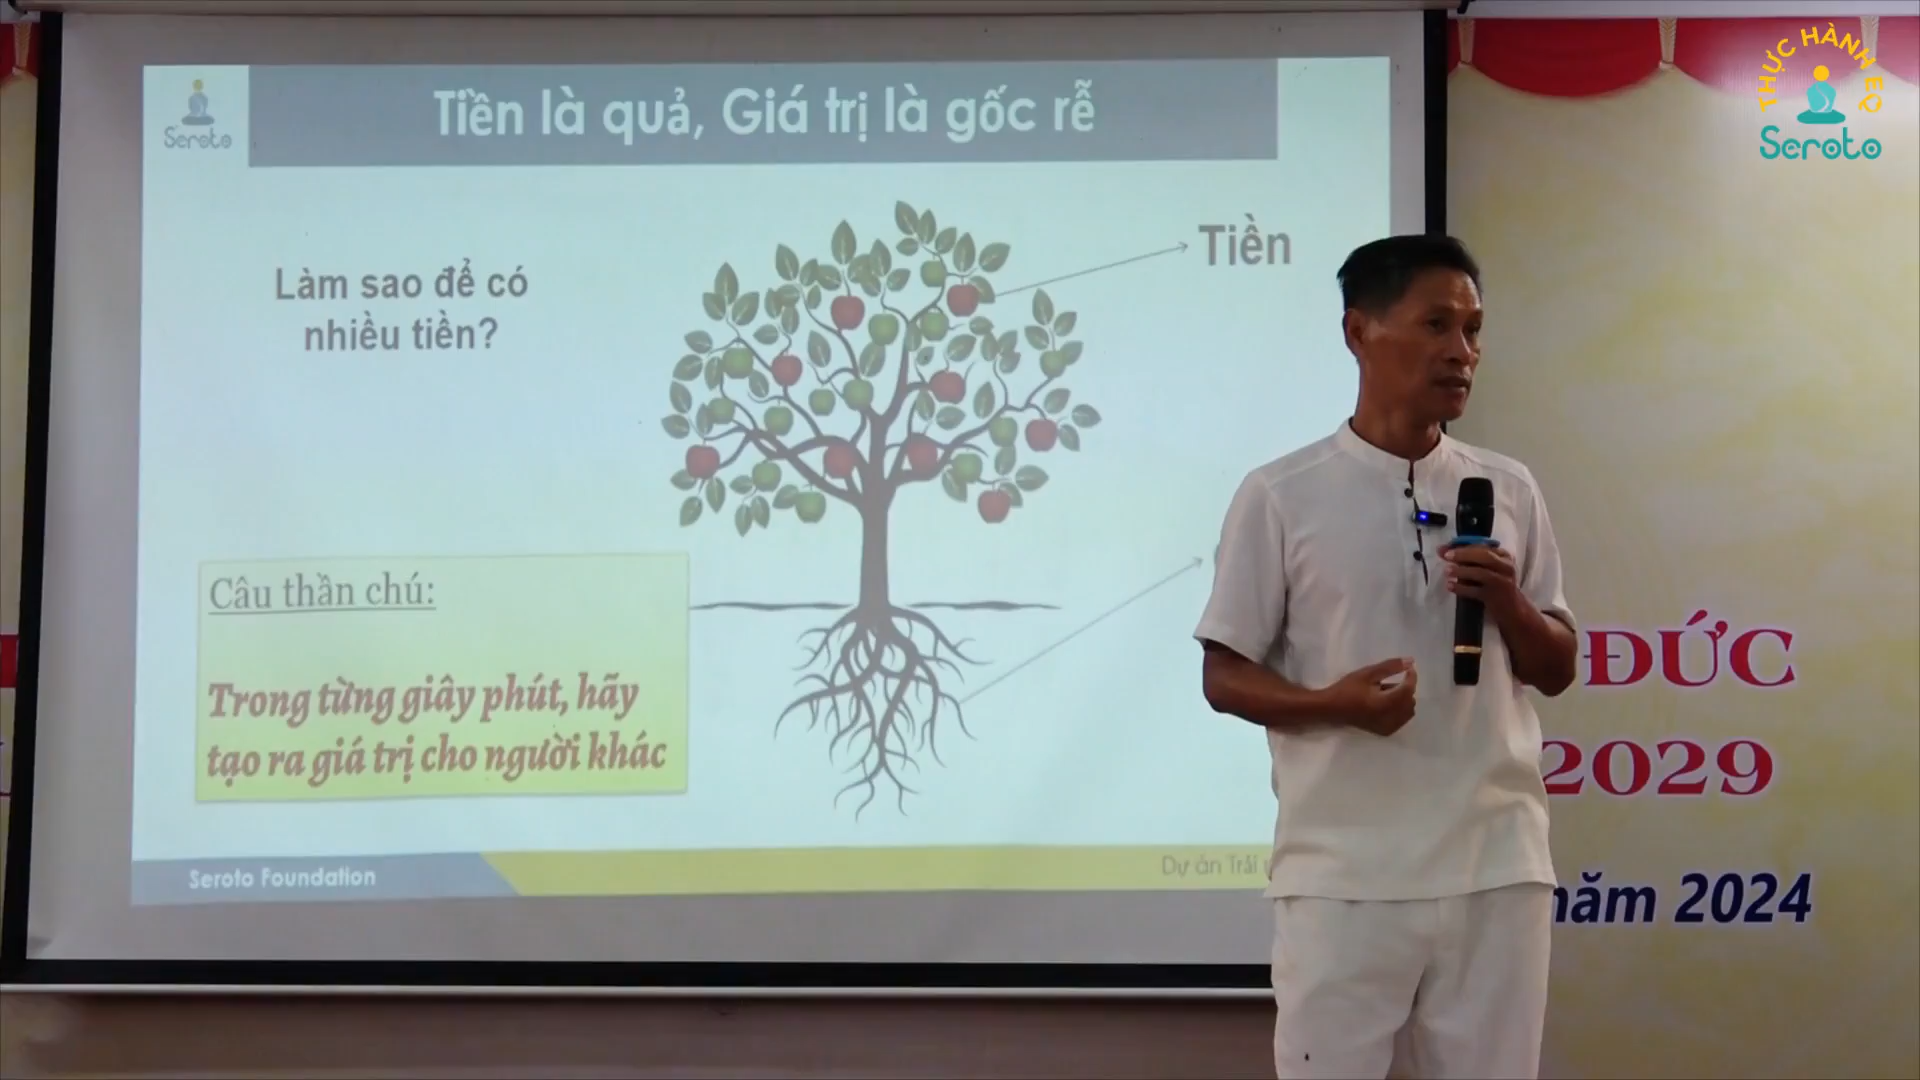 Seroto
Tiền là quả, Giá trị là gốc rễ
Làm sao để có
nhiều tiền?
Tiền
Câu thần chú:
Trong từng giây phút, hãy
tạo ra giá trị cho người khác
Seroto Foundation
Dự án Trải
THỰC HÀNH EQ
Seroto
ĐỨC
2029
năm 2024